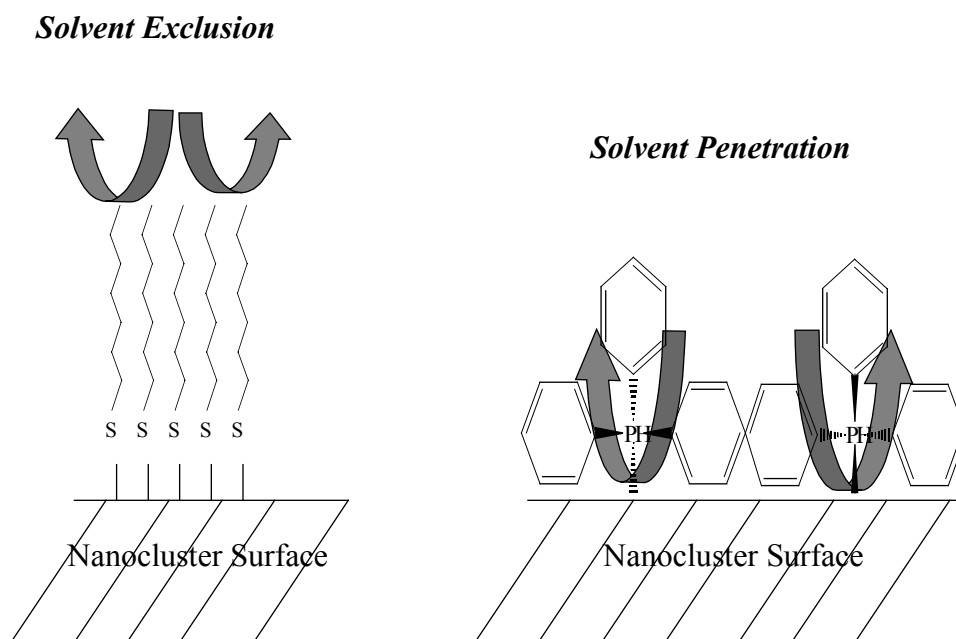 Solvent Exclusion
Solvent Penetration
S S S S S
PH
PH
Nanocluster Surface
Nanocluster Surface